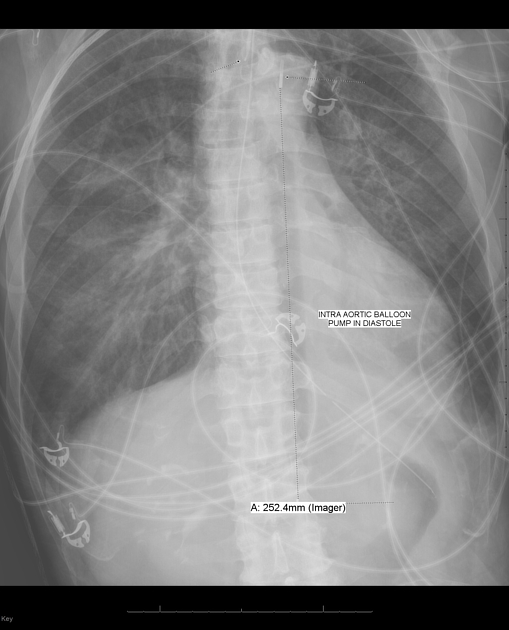 INTRA AORTIC BALLOON
PUMP IN DIASTOLE
A: 252.4mm (Imager)
Key